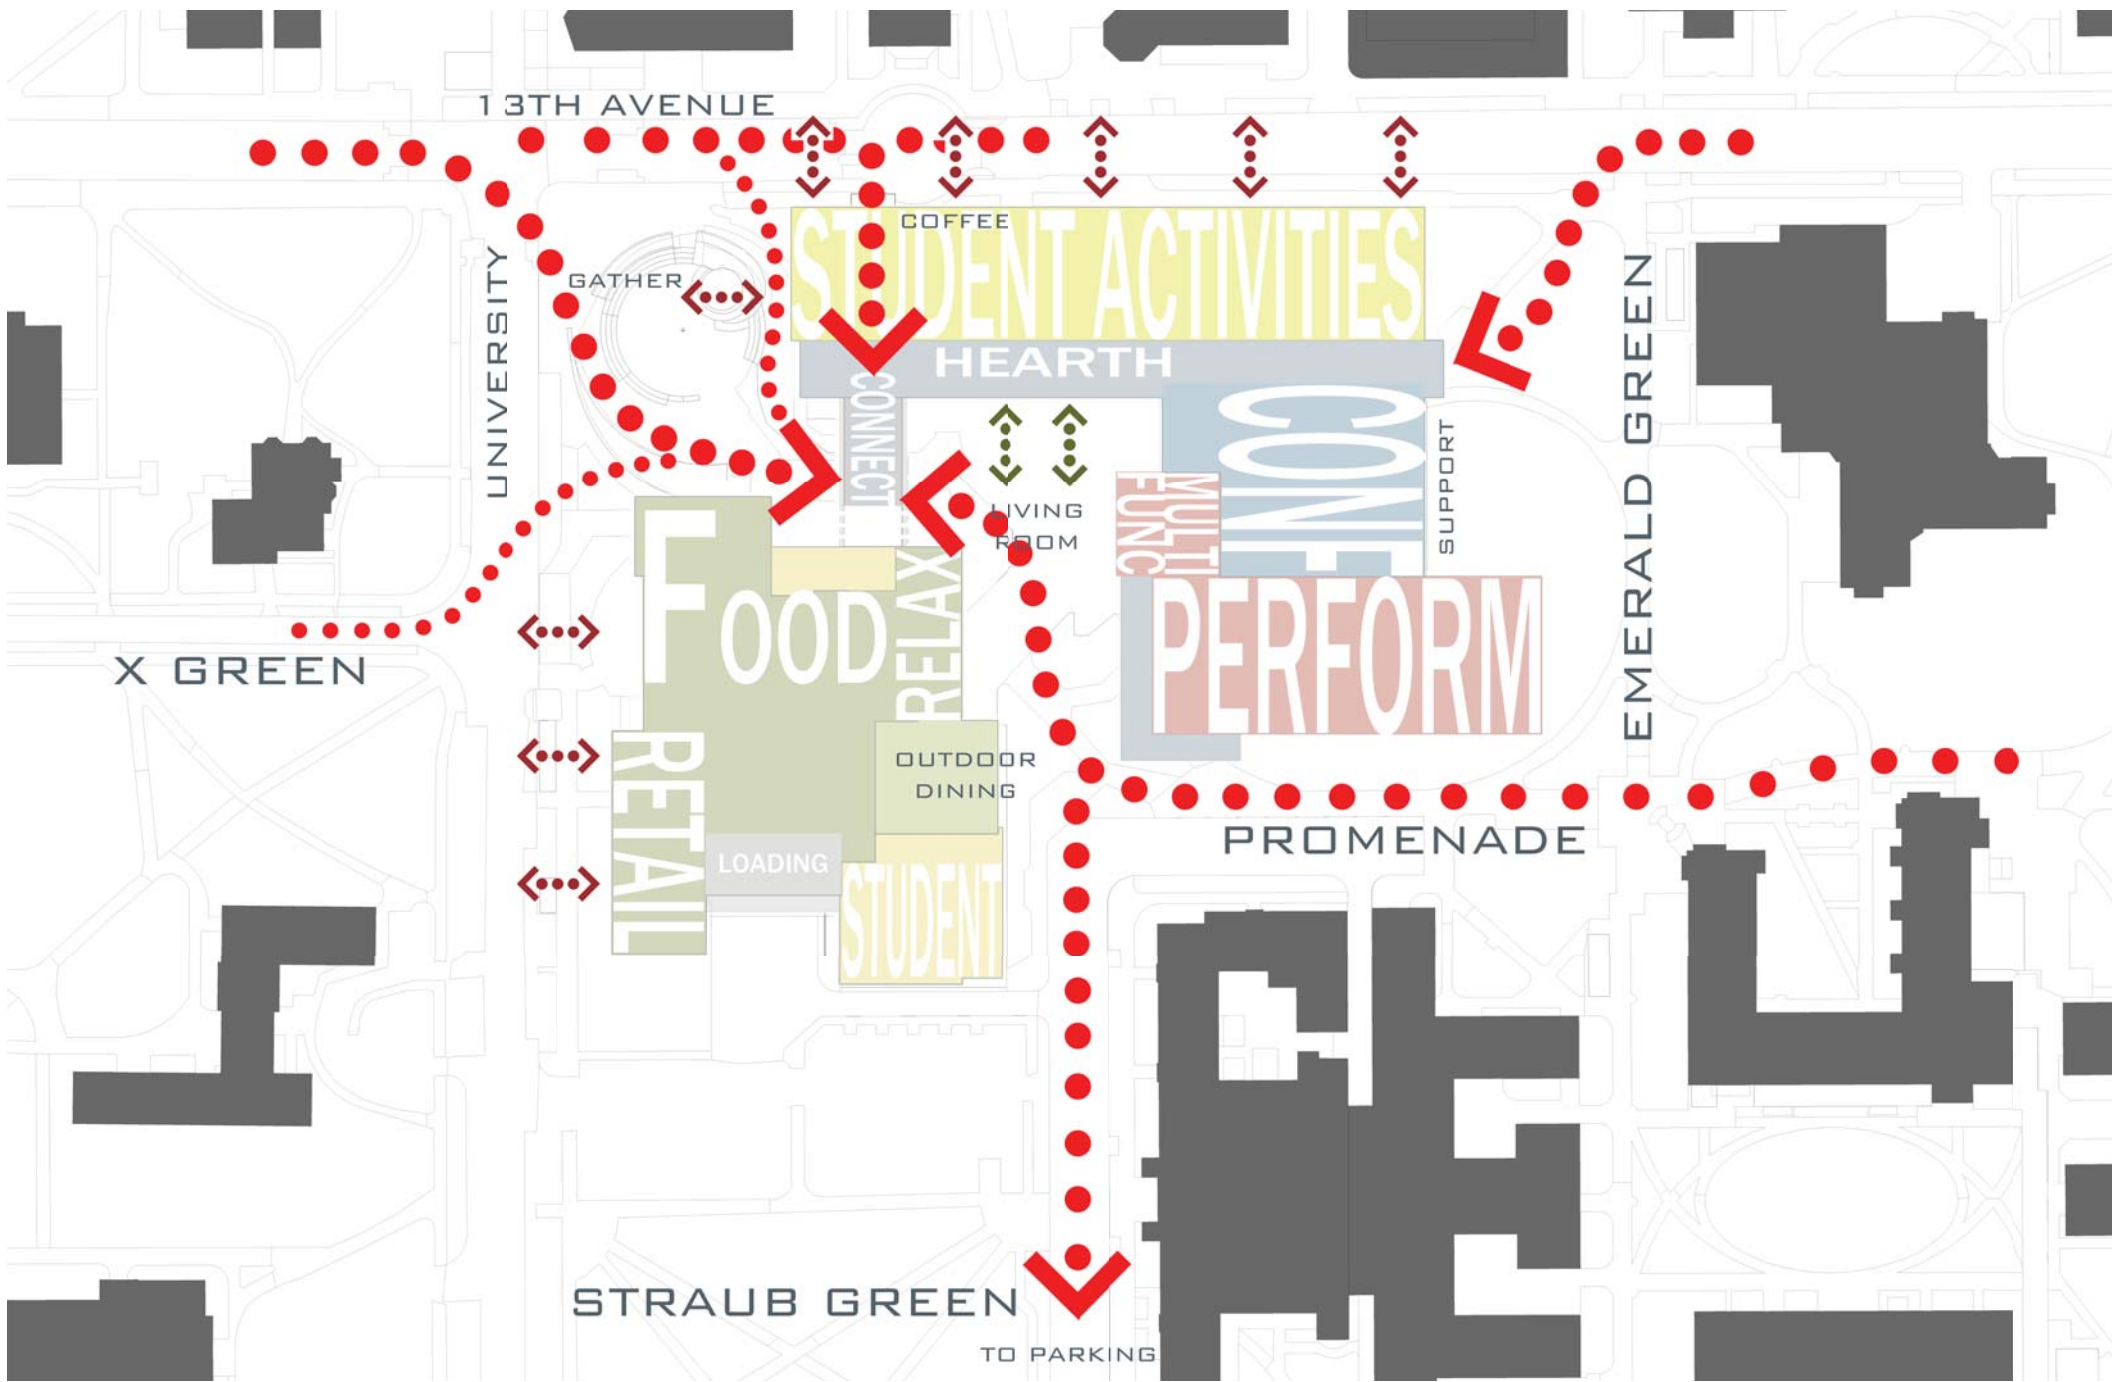 13TH AVENUE
COFFEE
STUDENT ACTIVITIES
GATHER
UNIVERSITY
HEARTH
CONNECT
CONF
SUPPORT
EMERALD GREEN
LIVING
ROOM
MULTI
FUNC
FOOD
RELAX
PERFORM
X GREEN
OUTDOOR
DINING
RETAIL
LOADING
STUDENT
PROMENADE
STRAUB GREEN
TO PARKING